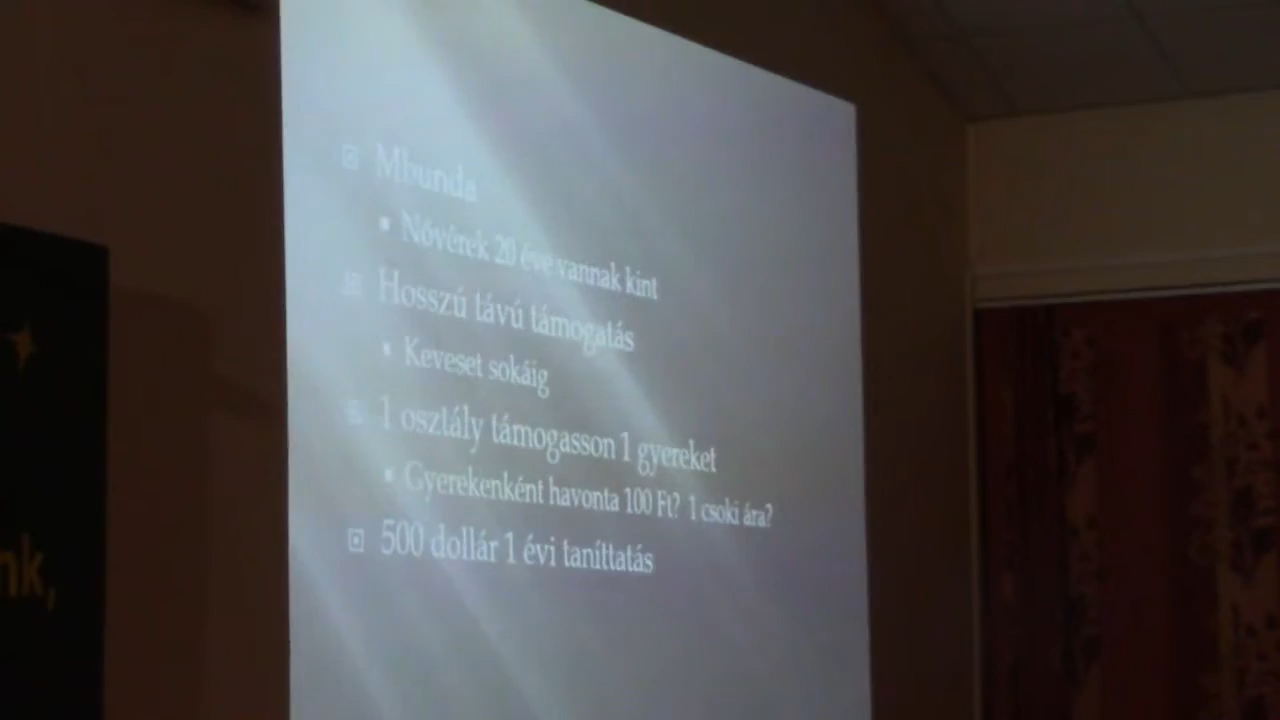 Mbunda
Nővérek 20 éve vannak kint
Hosszú távú támogatás
Keveset sokáig
1 osztály támogasson 1 gyereket
Gyerekenként havonta 100 Ft? 1 csoki ára?
500 dollár 1 évi taníttatás
nk,